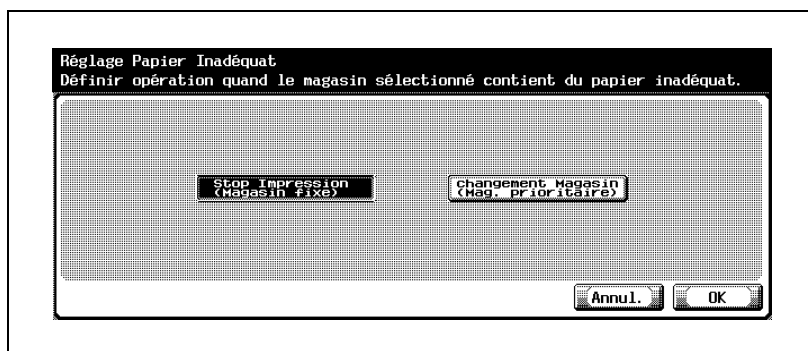 Réglage Papier Inadéquat
Définir opération quand le magasin sélectionné contient du papier inadéquat.
Stop Impression
(Magasin fixe)
Changement Magasin
(Mag. prioritaire)
Annul.
OK